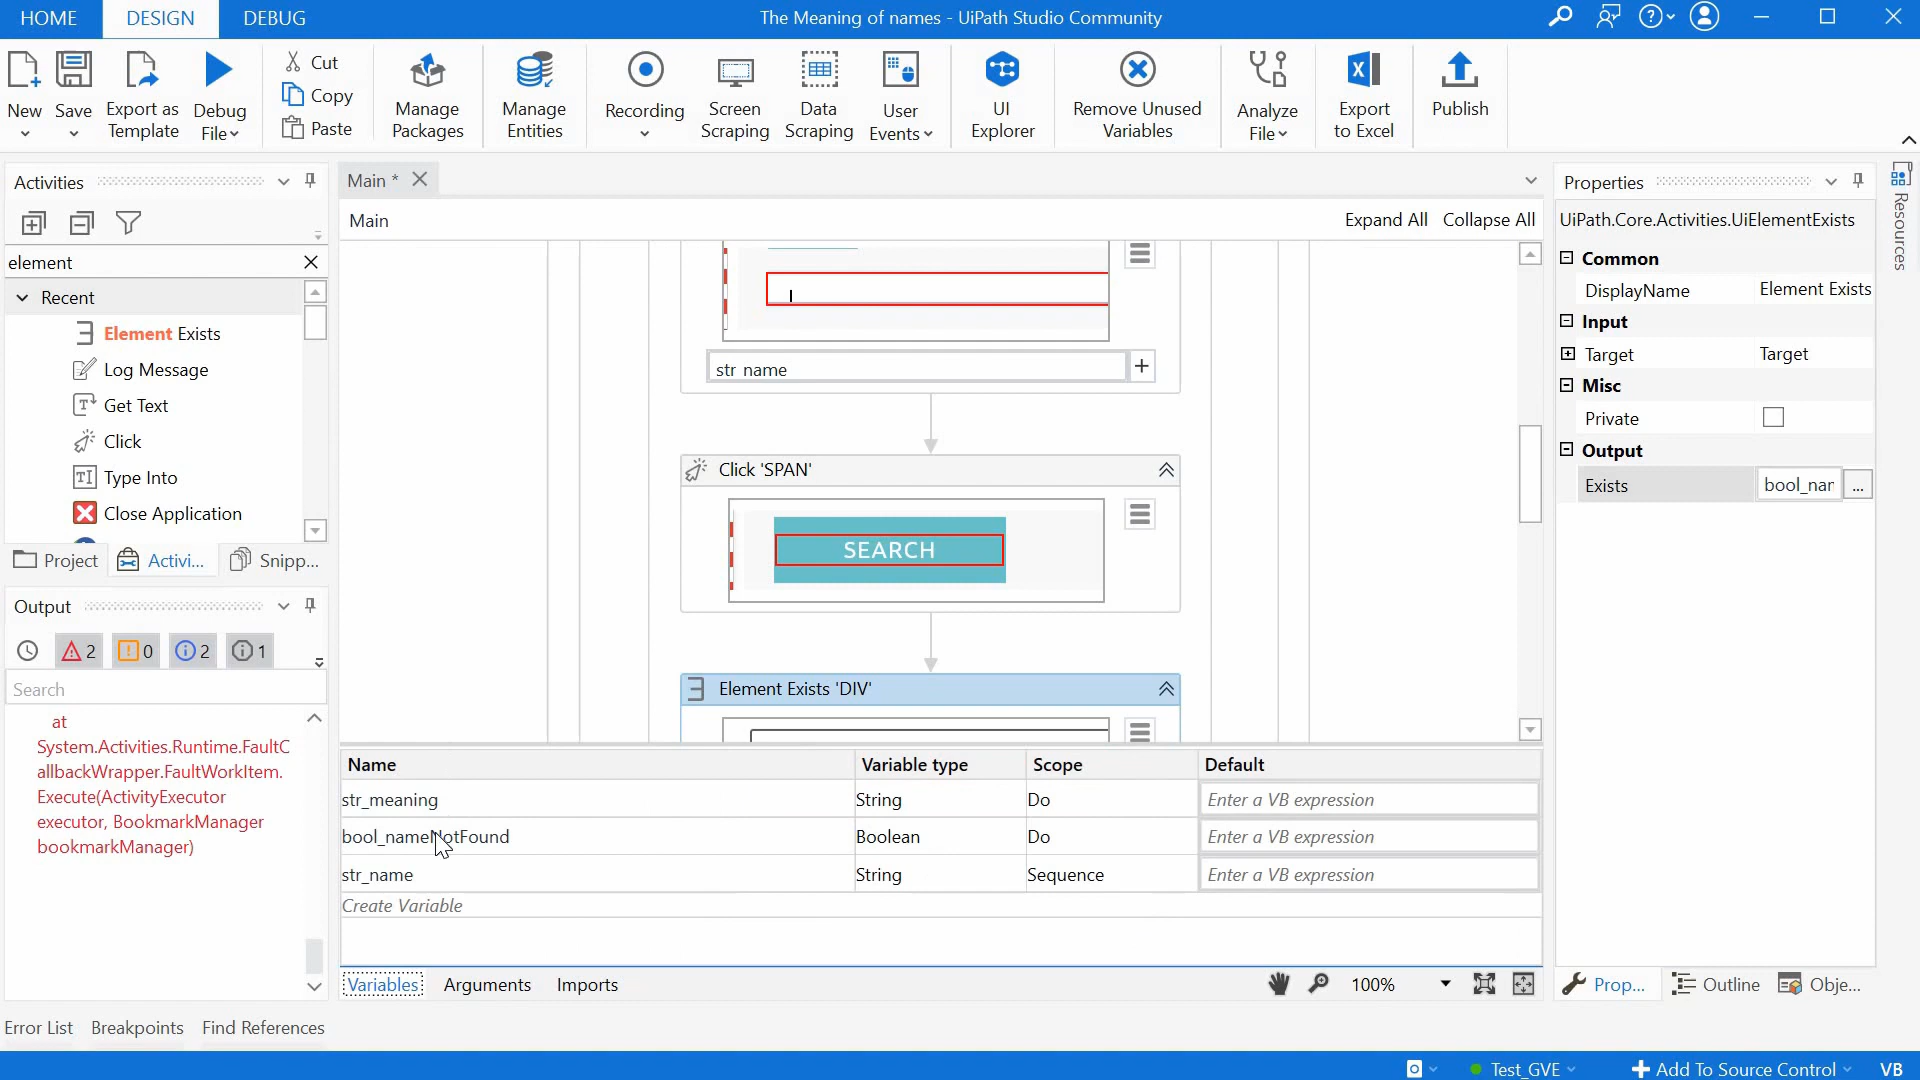 HOME DESIGN DEBUG The Meaning of names - UiPath Studio Community
New Save Export as Template Debug File Cut Copy Paste Manage Packages Manage Entities Recording Screen Scraping Data Scraping User Events UI Explorer Remove Unused Variables Analyze File Export to Excel Publish
Activities
element
Recent
Element Exists
Log Message
Get Text
Click
Type Into
Close Application
Project Activi... Snipp...
Output
2 0 2 1
Search
at
System.Activities.Runtime.FaultC
allbackWrapper.FaultWorkItem.
Execute(ActivityExecutor
executor, BookmarkManager
bookmarkManager)
Main *
Main Expand All Collapse All
str_name
Click 'SPAN'
SEARCH
Element Exists 'DIV'
Name Variable type Scope Default
str_meaning String Do Enter a VB expression
bool_nameNotFound Boolean Do Enter a VB expression
str_name String Sequence Enter a VB expression
Create Variable
Variables Arguments Imports 100%
Properties
UiPath.Core.Activities.UiElementExists
Common
DisplayName Element Exists
Input
Target Target
Misc
Private
Output
Exists bool_nar ...
Prop... Outline Obje...
Resources
Error List Breakpoints Find References
Test_GVE Add To Source Control VB